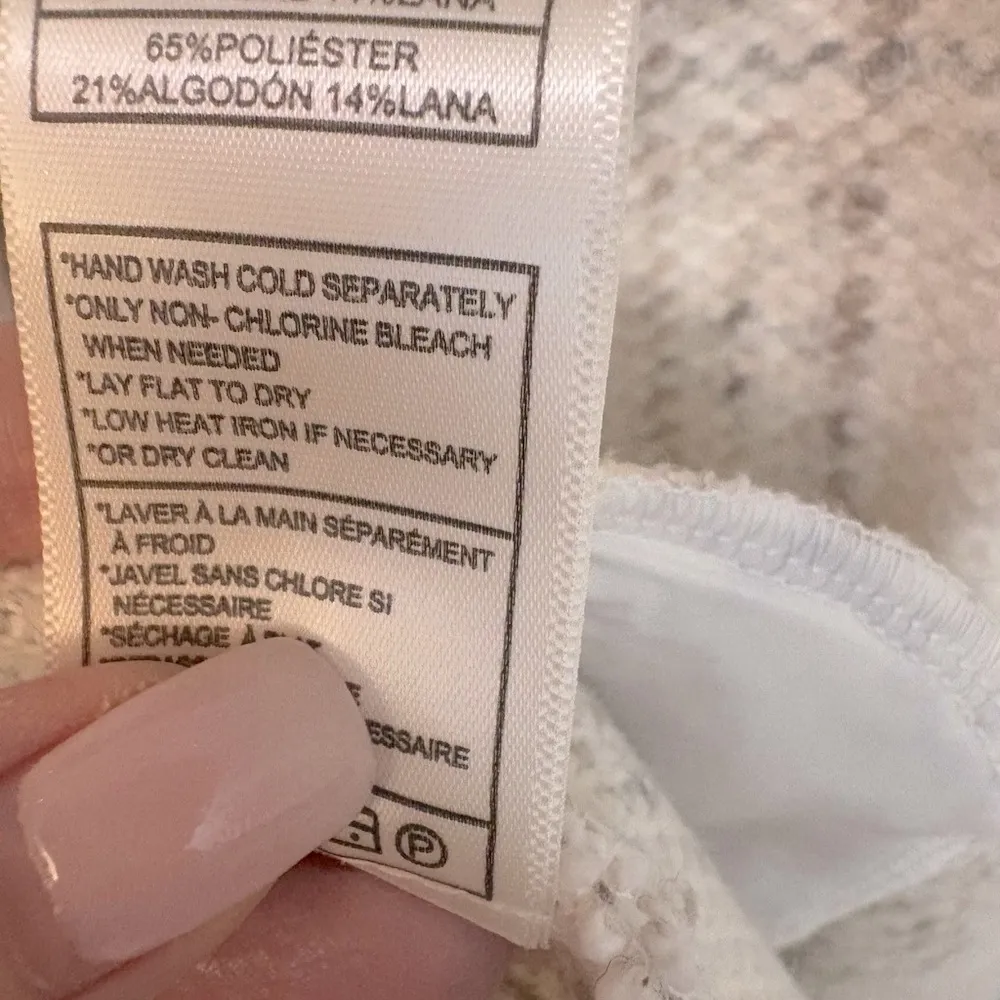 14%LANA
65%POLIÉSTER
21%ALGODÓN 14%LANA
*HAND WASH COLD SEPARATELY
*ONLY NON- CHLORINE BLEACH
WHEN NEEDED
*LAY FLAT TO DRY
*LOW HEAT IRON IF NECESSARY
*OR DRY CLEAN
*LAVER À LA MAIN SÉPARÉMENT
À FROID
*JAVEL SANS CHLORE SI
NÉCESSAIRE
*SÉCHAGE À
P